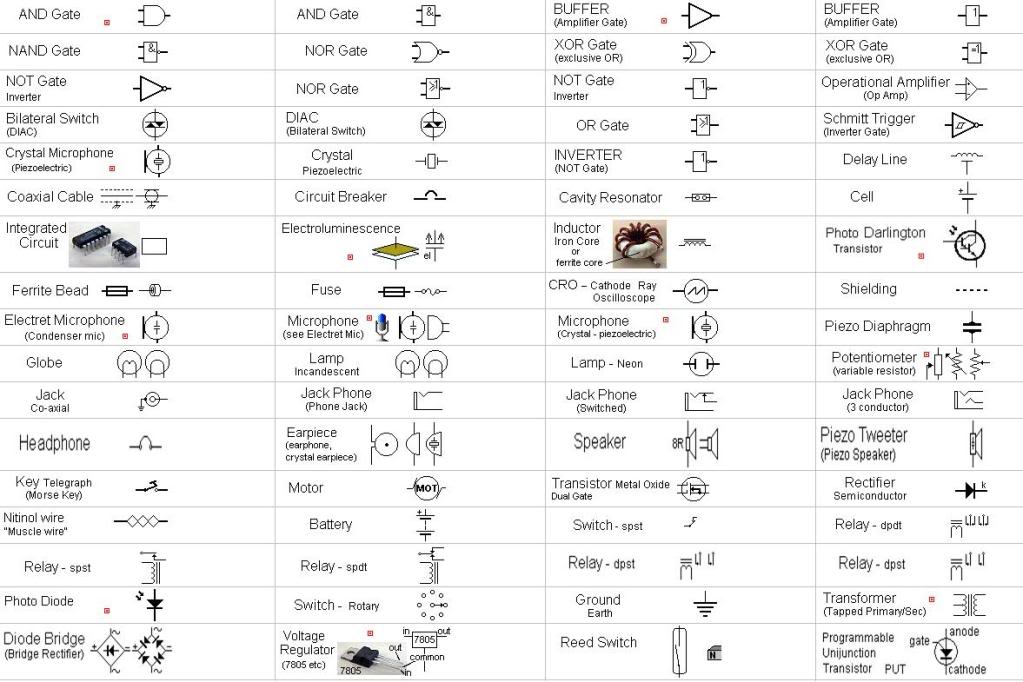 AND Gate
AND Gate
&
BUFFER
(Amplifier Gate)
BUFFER
(Amplifier Gate)
1
NAND Gate
&
NOR Gate
XOR Gate
(exclusive OR)
XOR Gate
(exclusive OR)
=1
NOT Gate
Inverter
NOR Gate
>1
NOT Gate
Inverter
1
Operational Amplifier
(Op Amp)
Bilateral Switch
(DIAC)
DIAC
(Bilateral Switch)
OR Gate
>1
Schmitt Trigger
(Inverter Gate)
Crystal Microphone
(Piezoelectric)
Crystal
Piezoelectric
INVERTER
(NOT Gate)
1
Delay Line
Coaxial Cable
Circuit Breaker
Cavity Resonator
Cell
+
Integrated
Circuit
Electroluminescence
el
Inductor
Iron Core
or
ferrite core
Photo Darlington
Transistor
Ferrite Bead
Fuse
CRO - Cathode Ray
Oscilloscope
Shielding
Electret Microphone
(Condenser mic)
+
Microphone
(see Electret Mic)
+
Microphone
(Crystal - piezoelectric)
Piezo Diaphragm
Globe
Lamp
Incandescent
Lamp - Neon
Potentiometer
(variable resistor)
Jack
Co-axial
Jack Phone
(Phone Jack)
Jack Phone
(Switched)
Jack Phone
(3 conductor)
Headphone
Earpiece
(earphone,
crystal earpiece)
Speaker
8R
Piezo Tweeter
(Piezo Speaker)
Key Telegraph
(Morse Key)
Motor
MOT
Transistor Metal Oxide
Dual Gate
Rectifier
Semiconductor
k
Nitinol wire
"Muscle wire"
Battery
+
Switch - spst
Relay - dpdt
Relay - spst
Relay - spdt
Relay - dpst
Relay - dpst
Photo Diode
Switch - Rotary
Ground
Earth
Transformer
(Tapped Primary/Sec)
Diode Bridge
(Bridge Rectifier)
Voltage
Regulator
(7805 etc)
7805
out
in
in
7805
out
common
Reed Switch
N
Programmable
Unijunction
Transistor PUT
gate
anode
cathode